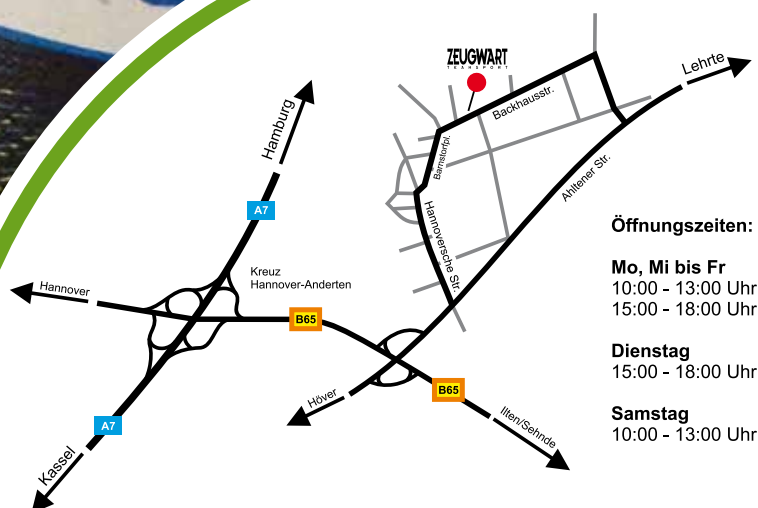 ZEUGWART
TRANSPORT
Lehrte
Backhausstr.
Hamburg
Barnstorfpl.
Ahltener Str.
A7
Hannoversche Str.
Öffnungszeiten:
Mo, Mi bis Fr
10:00 - 13:00 Uhr
15:00 - 18:00 Uhr
Dienstag
15:00 - 18:00 Uhr
Samstag
10:00 - 13:00 Uhr
Kreuz
Hannover-Anderten
Hannover
B65
B65
Höver
Ilten/Sehnde
A7
Kassel